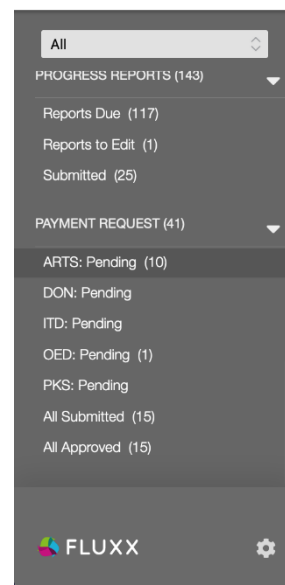 All
PROGRESS REPORTS (143)
Reports Due (117)
Reports to Edit (1)
Submitted (25)
PAYMENT REQUEST (41)
ARTS: Pending (10)
DON: Pending
ITD: Pending
OED: Pending (1)
PKS: Pending
All Submitted (15)
All Approved (15)
FLUXX